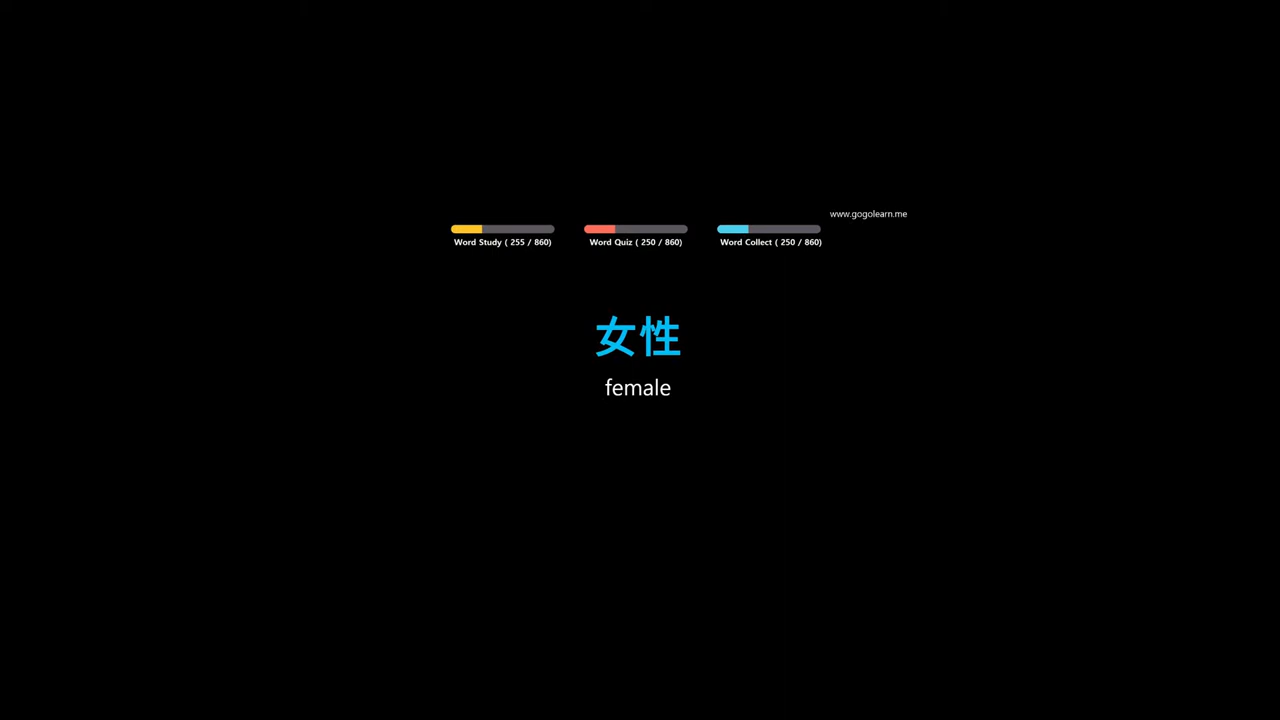 www.gogolearn.me
Word Study ( 255 / 860) Word Quiz ( 250 / 860) Word Collect ( 250 / 860)
女性
female